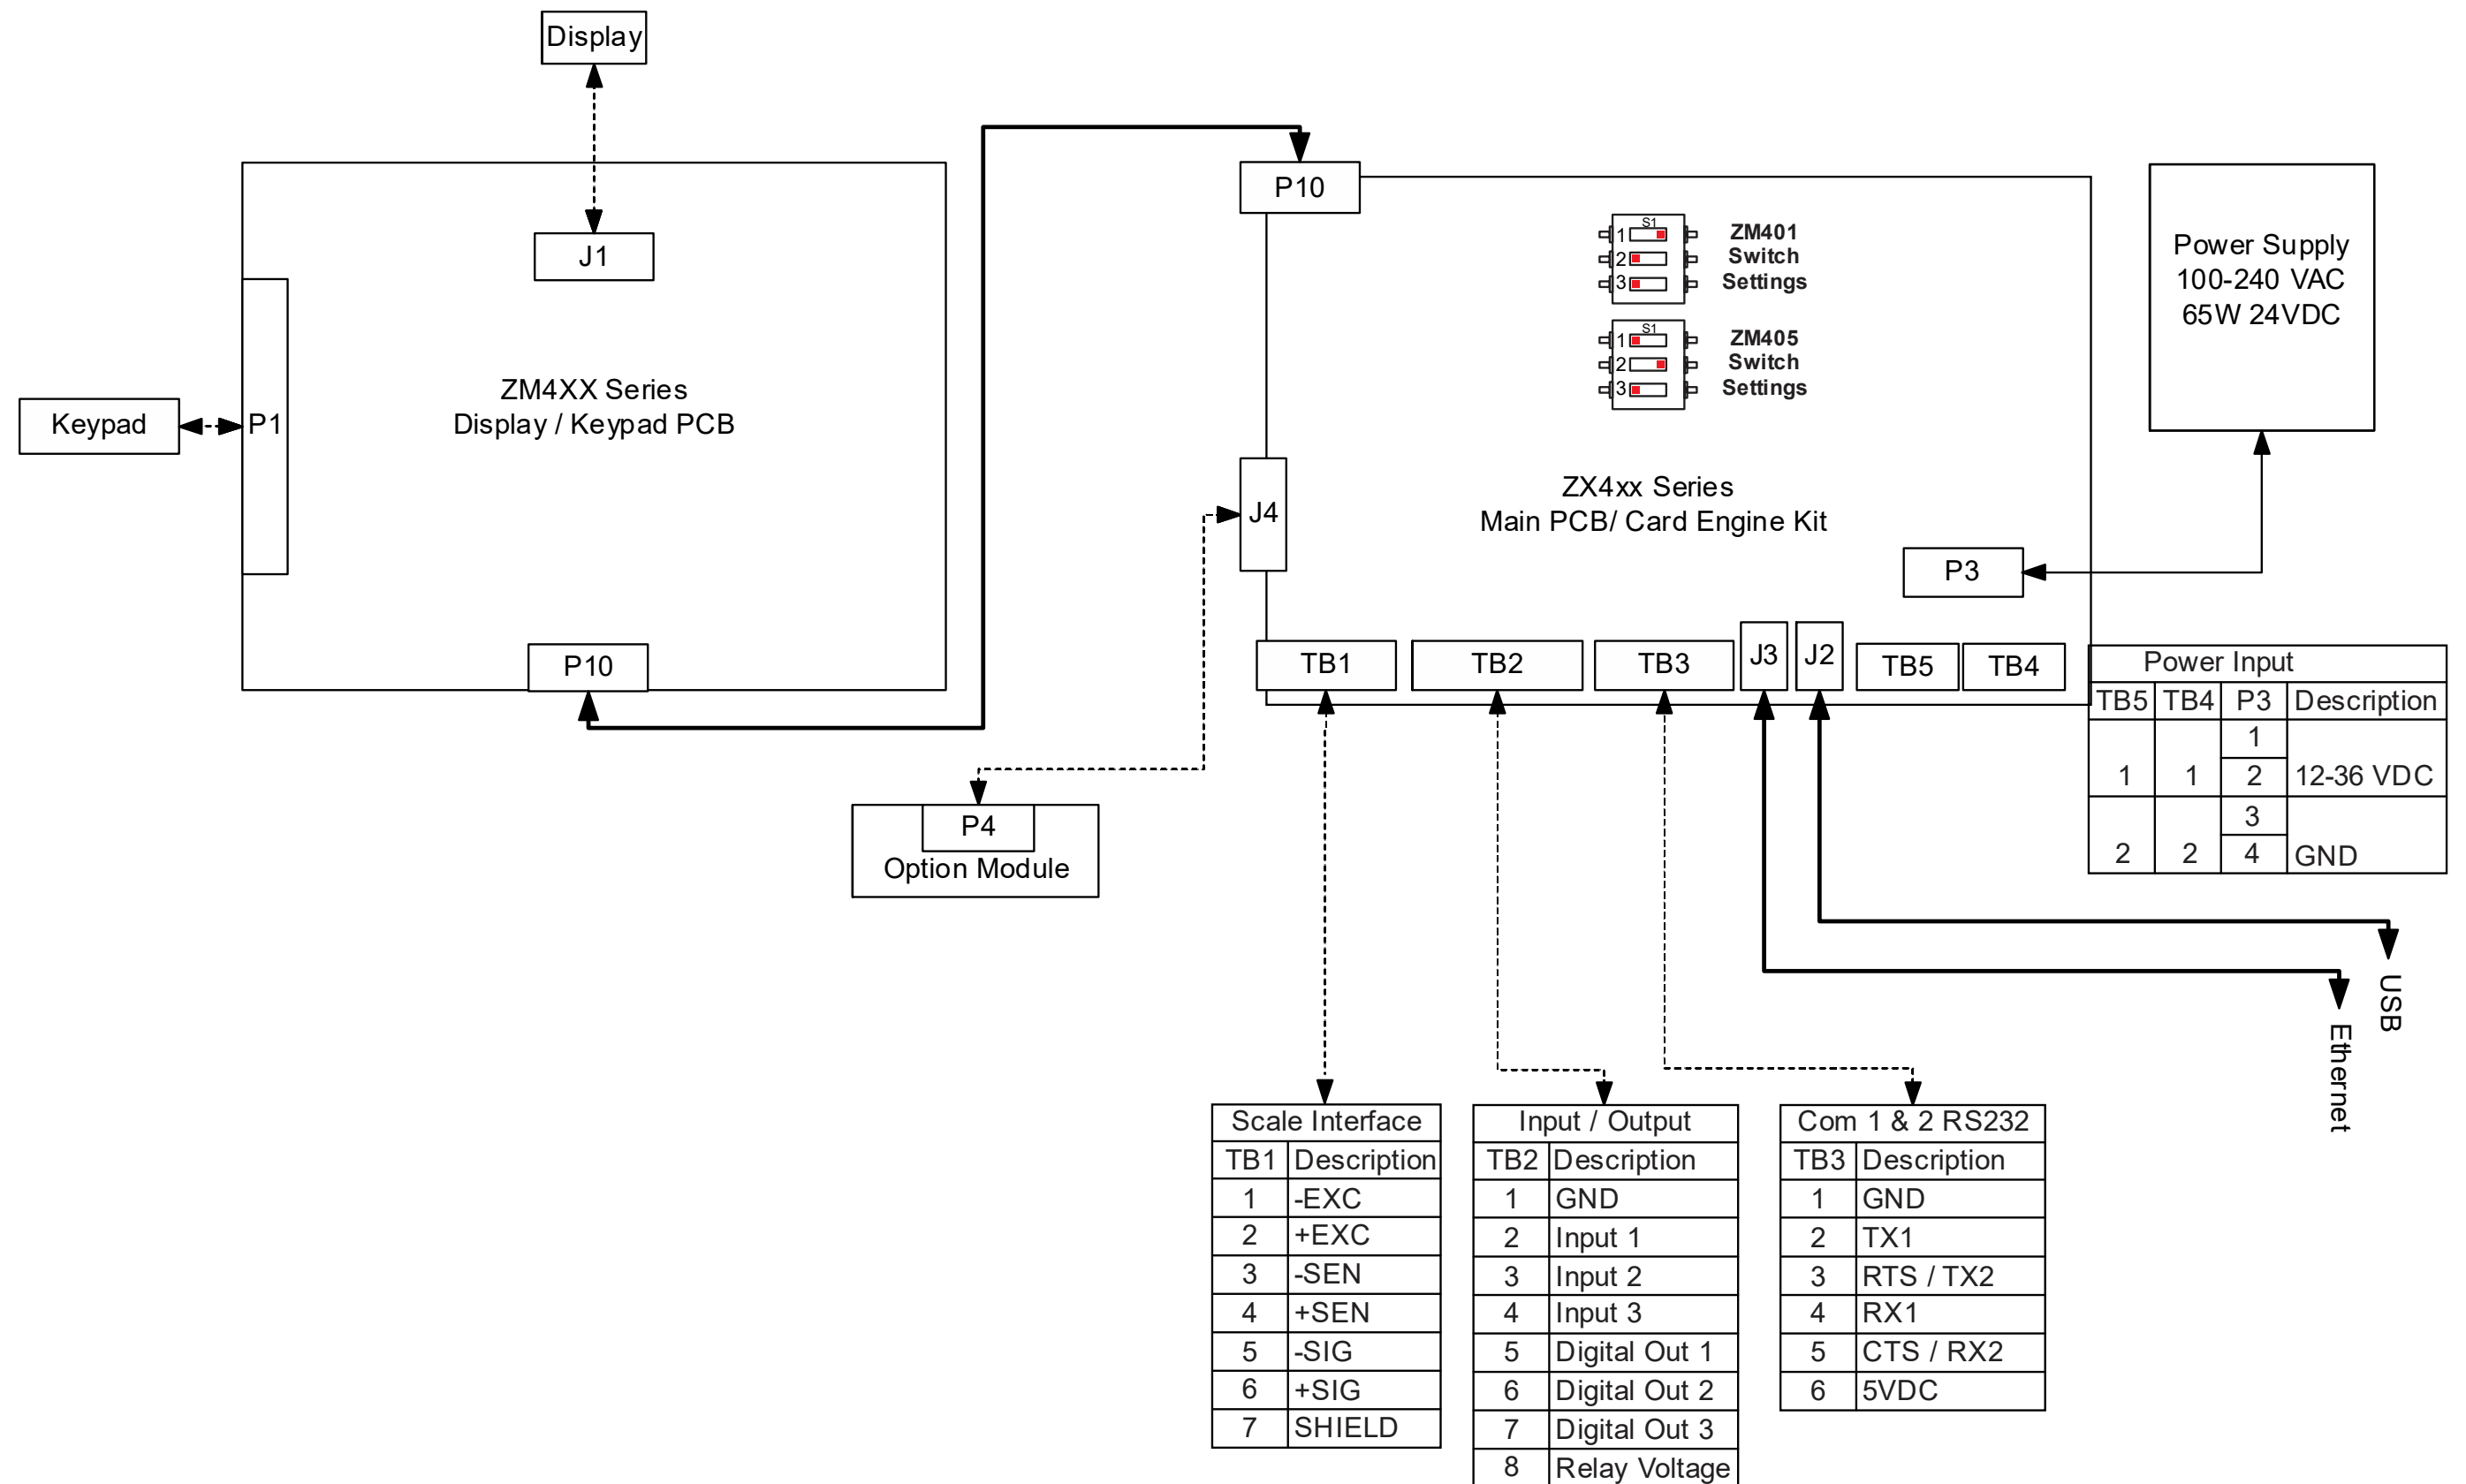 Display
J1
ZM4XX Series
Display / Keypad PCB
Keypad
P1
P10
P10
S1
1
2
3
ZM401
Switch
Settings
S1
1
2
3
ZM405
Switch
Settings
Power Supply
100-240 VAC
65W 24VDC
J4
ZX4xx Series
Main PCB/ Card Engine Kit
P3
TB1
TB2
TB3
J3
J2
TB5
TB4
P4
Option Module
Power Input
TB5 TB4 P3 Description
1
1 1 2 12-36 VDC
3
2 2 4 GND
USB
Ethernet
Scale Interface
TB1 Description
1 -EXC
2 +EXC
3 -SEN
4 +SEN
5 -SIG
6 +SIG
7 SHIELD
Input / Output
TB2 Description
1 GND
2 Input 1
3 Input 2
4 Input 3
5 Digital Out 1
6 Digital Out 2
7 Digital Out 3
8 Relay Voltage
Com 1 & 2 RS232
TB3 Description
1 GND
2 TX1
3 RTS / TX2
4 RX1
5 CTS / RX2
6 5VDC